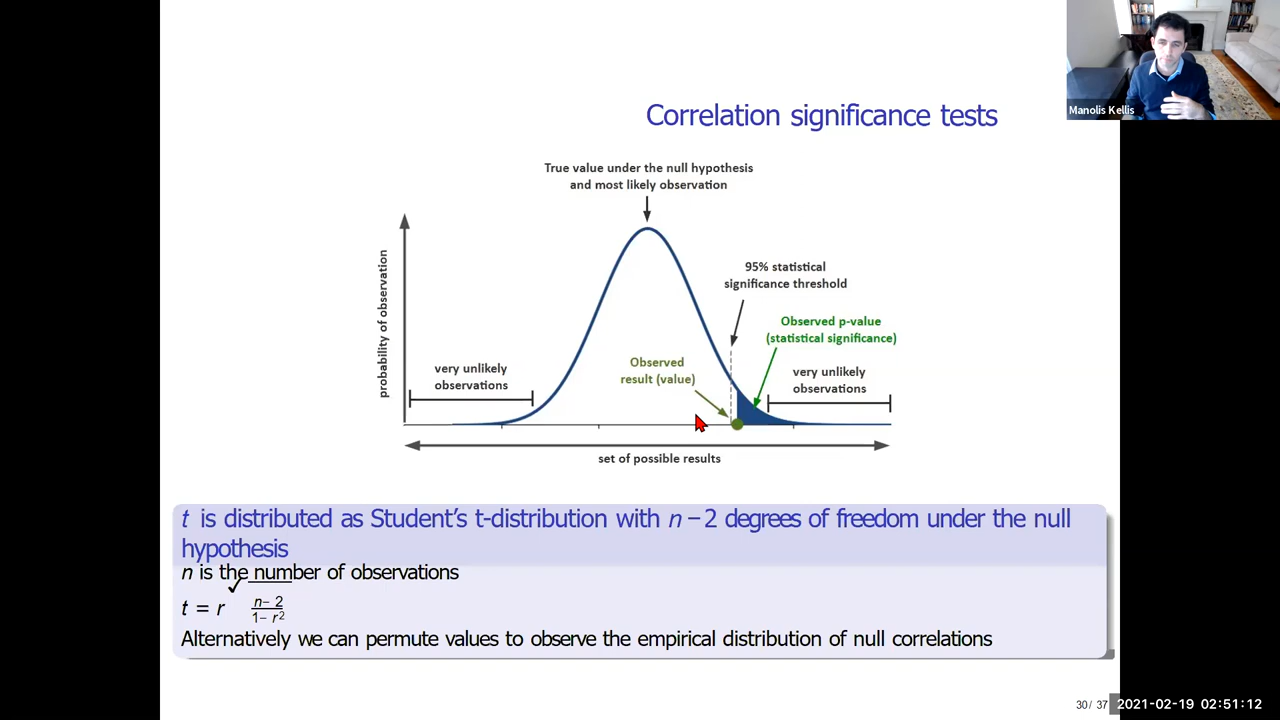 Manolis Kellis
Correlation significance tests
True value under the null hypothesis
and most likely observation
95% statistical
significance threshold
Observed p-value
(statistical significance)
probability of observation
very unlikely
observations
Observed
result (value)
very unlikely
observations
set of possible results
t is distributed as Student's t-distribution with n − 2 degrees of freedom under the null
hypothesis
n is the number of observations
t = r √ n− 2 / 1− r²
Alternatively we can permute values to observe the empirical distribution of null correlations
30 / 37
2021-02-19 02:51:12